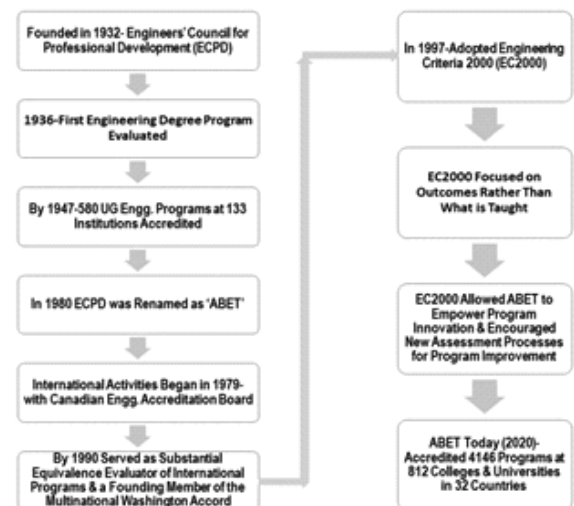 Founded in 1932- Engineers' Council for
Professional Development (ECPD)
1936-First Engineering Degree Program
Evaluated
By 1947-580 UG Engg. Programs at 133
Institutions Accredited
In 1980 ECPD was Renamed as 'ABET'
International Activities Began in 1979-
with Canadian Engg. Accreditation Board
By 1990 Served as Substantial
Equivalence Evaluator of International
Programs & a Founding Member of the
Multinational Washington Accord
In 1997-Adopted Engineering
Criteria 2000 (EC2000)
EC2000 Focused on
Outcomes Rather Than
What is Taught
EC2000 Allowed ABET to
Empower Program
Innovation & Encouraged
New Assessment Processes
for Program Improvement
ABET Today (2020)-
Accredited 4146 Programs at
812 Colleges & Universities
in 32 Countries